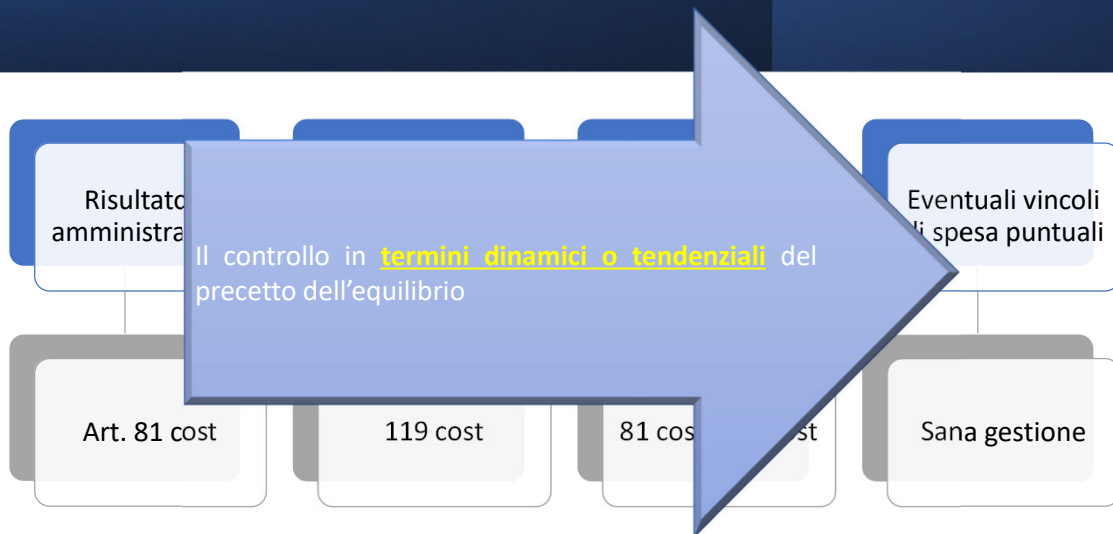 Risultato
amministra
Eventuali vincoli
di spesa puntuali
Il controllo in termini dinamici o tendenziali del
precetto dell'equilibrio
Art. 81 cost
119 cost
81 cos
st
Sana gestione